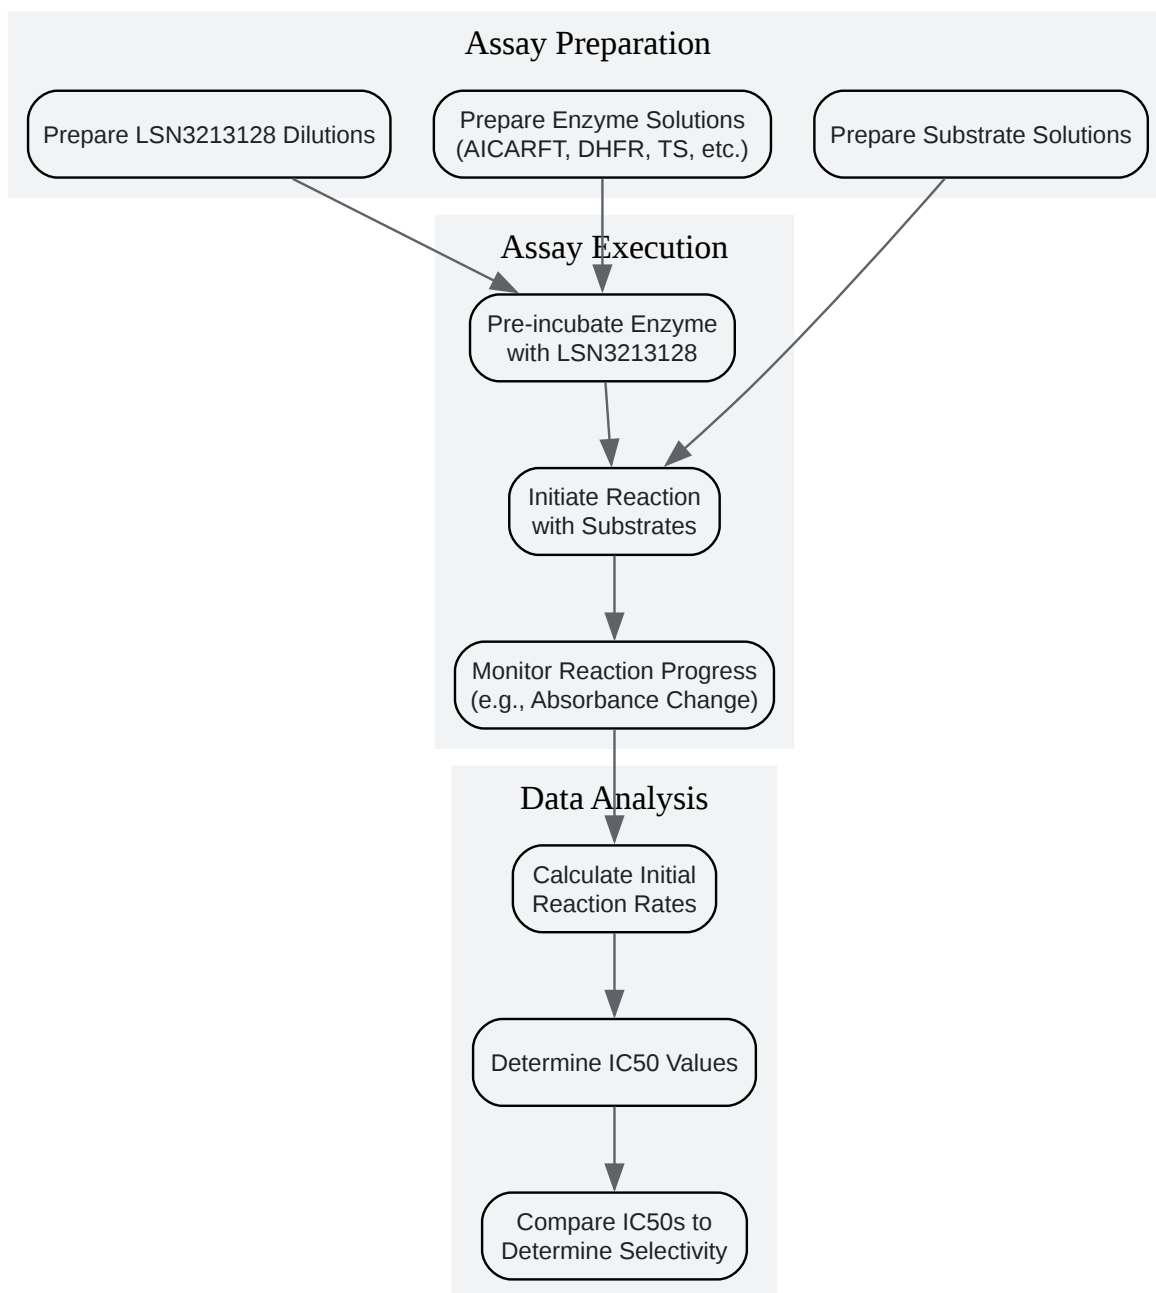 Assay Preparation
Prepare LSN3213128 Dilutions
Prepare Enzyme Solutions
(AICARFT, DHFR, TS, etc.)
Prepare Substrate Solutions
Assay Execution
Pre-incubate Enzyme
with LSN3213128
Initiate Reaction
with Substrates
Monitor Reaction Progress
(e.g., Absorbance Change)
Data Analysis
Calculate Initial
Reaction Rates
Determine IC50 Values
Compare IC50s to
Determine Selectivity